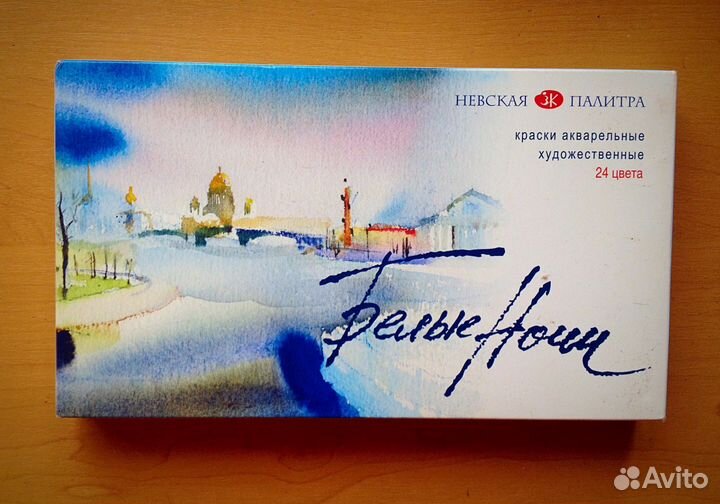 НЕВСКАЯ ЗК ПАЛИТРА
краски акварельные
художественные
24 цвета
Белые Ночи
Avito